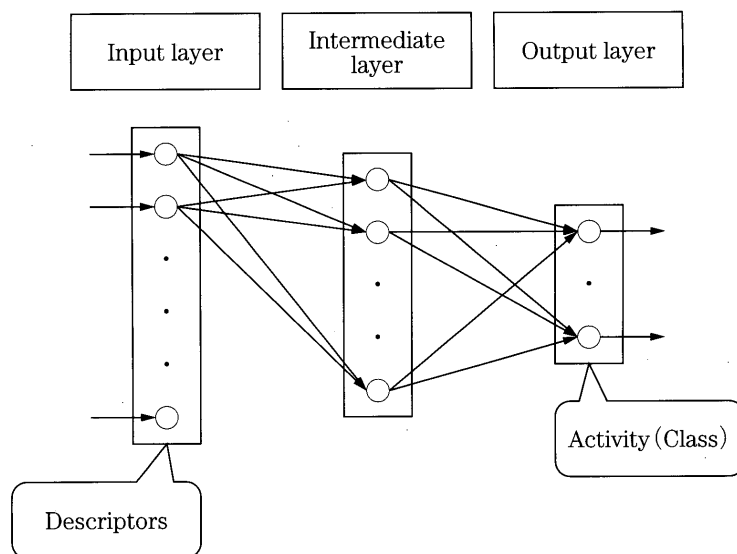 Input layer
Intermediate
layer
Output layer
Activity (Class)
Descriptors